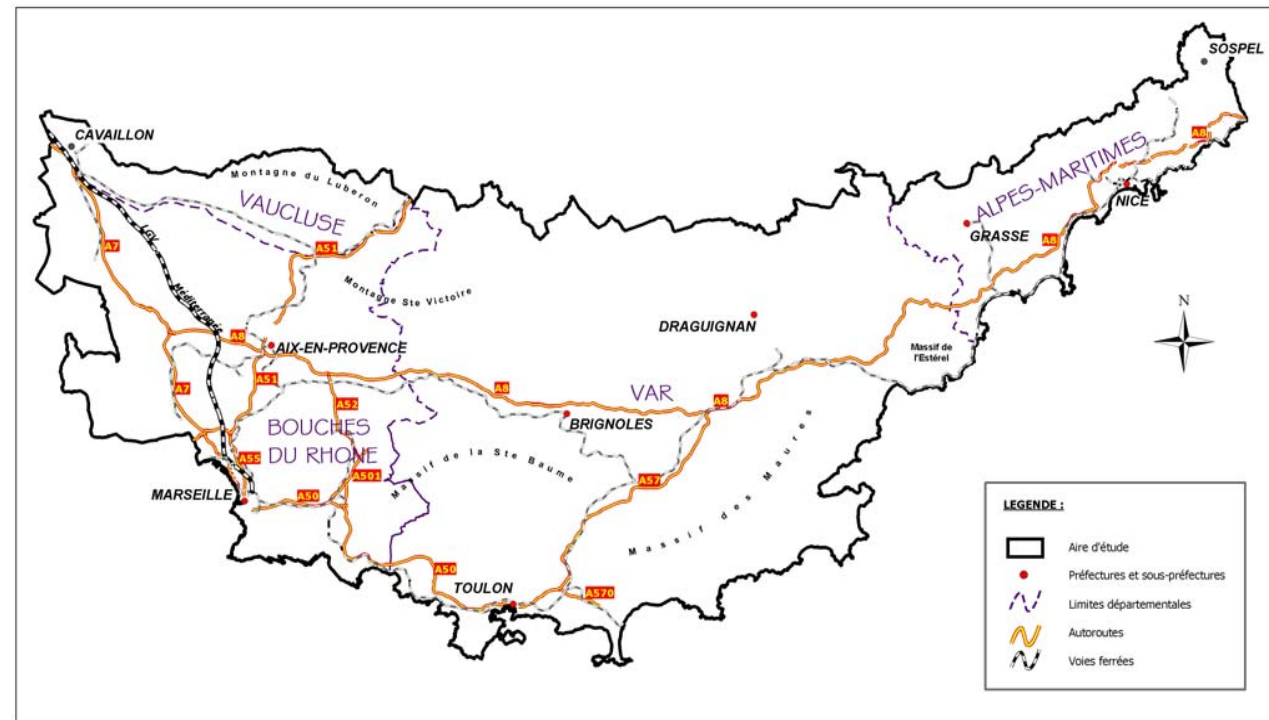 SOSPEL
CAVAILLON
A8
ALPES-MARITIMES
Montagne du Luberon
NICE
VAUCLUSE
GRASSE
A7
LGV
A51
A8
Méditerranée
Montagne Ste Victoire
N
DRAGUIGNAN
A8
AIX-EN-PROVENCE
Massif de
l'Estérel
A51
A7
A8
VAR
A8
A52
BRIGNOLES
BOUCHES
DU RHONE
A55
Massif de la Ste Baume
A501
A57
MARSEILLE
A50
Massif des Maures
A50
TOULON
A570
LEGENDE :
Aire d'étude
Préfectures et sous-préfectures
Limites départementales
Autoroutes
Voies ferrées